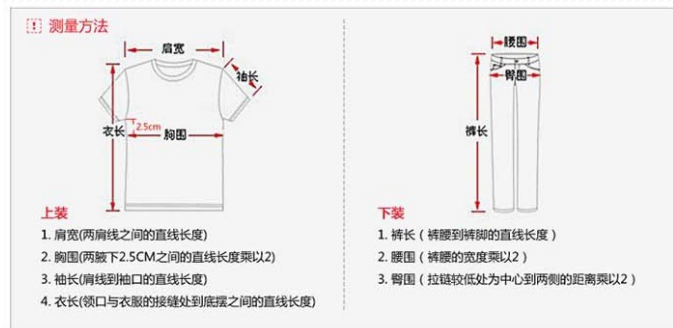 测量方法
肩宽
袖长
衣长
2.5cm
胸围
腰围
臀围
裤长
上装
1. 肩宽(两肩线之间的直线长度)
2. 胸围(两腋下2.5CM之间的直线长度乘以2)
3. 袖长(肩线到袖口的直线长度)
4. 衣长(领口与衣服的接缝处到底摆之间的直线长度)
下装
1. 裤长（裤腰到裤脚的直线长度）
2. 腰围（裤腰的宽度乘以2）
3. 臀围（拉链较低处为中心到两侧的距离乘以2）